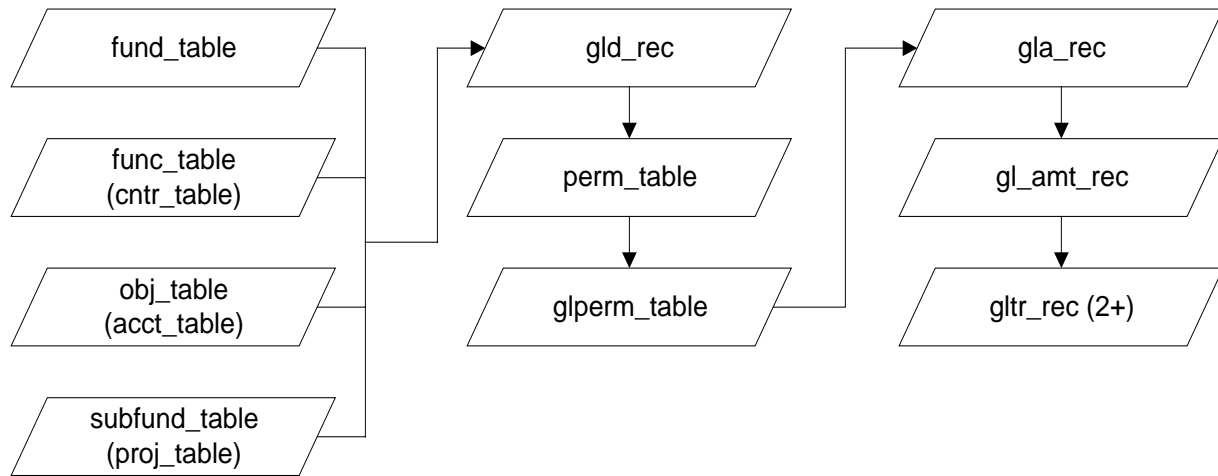 fund_table
func_table
(cntr_table)
obj_table
(acct_table)
subfund_table
(proj_table)
gld_rec
perm_table
glperm_table
gla_rec
gl_amt_rec
gltr_rec (2+)